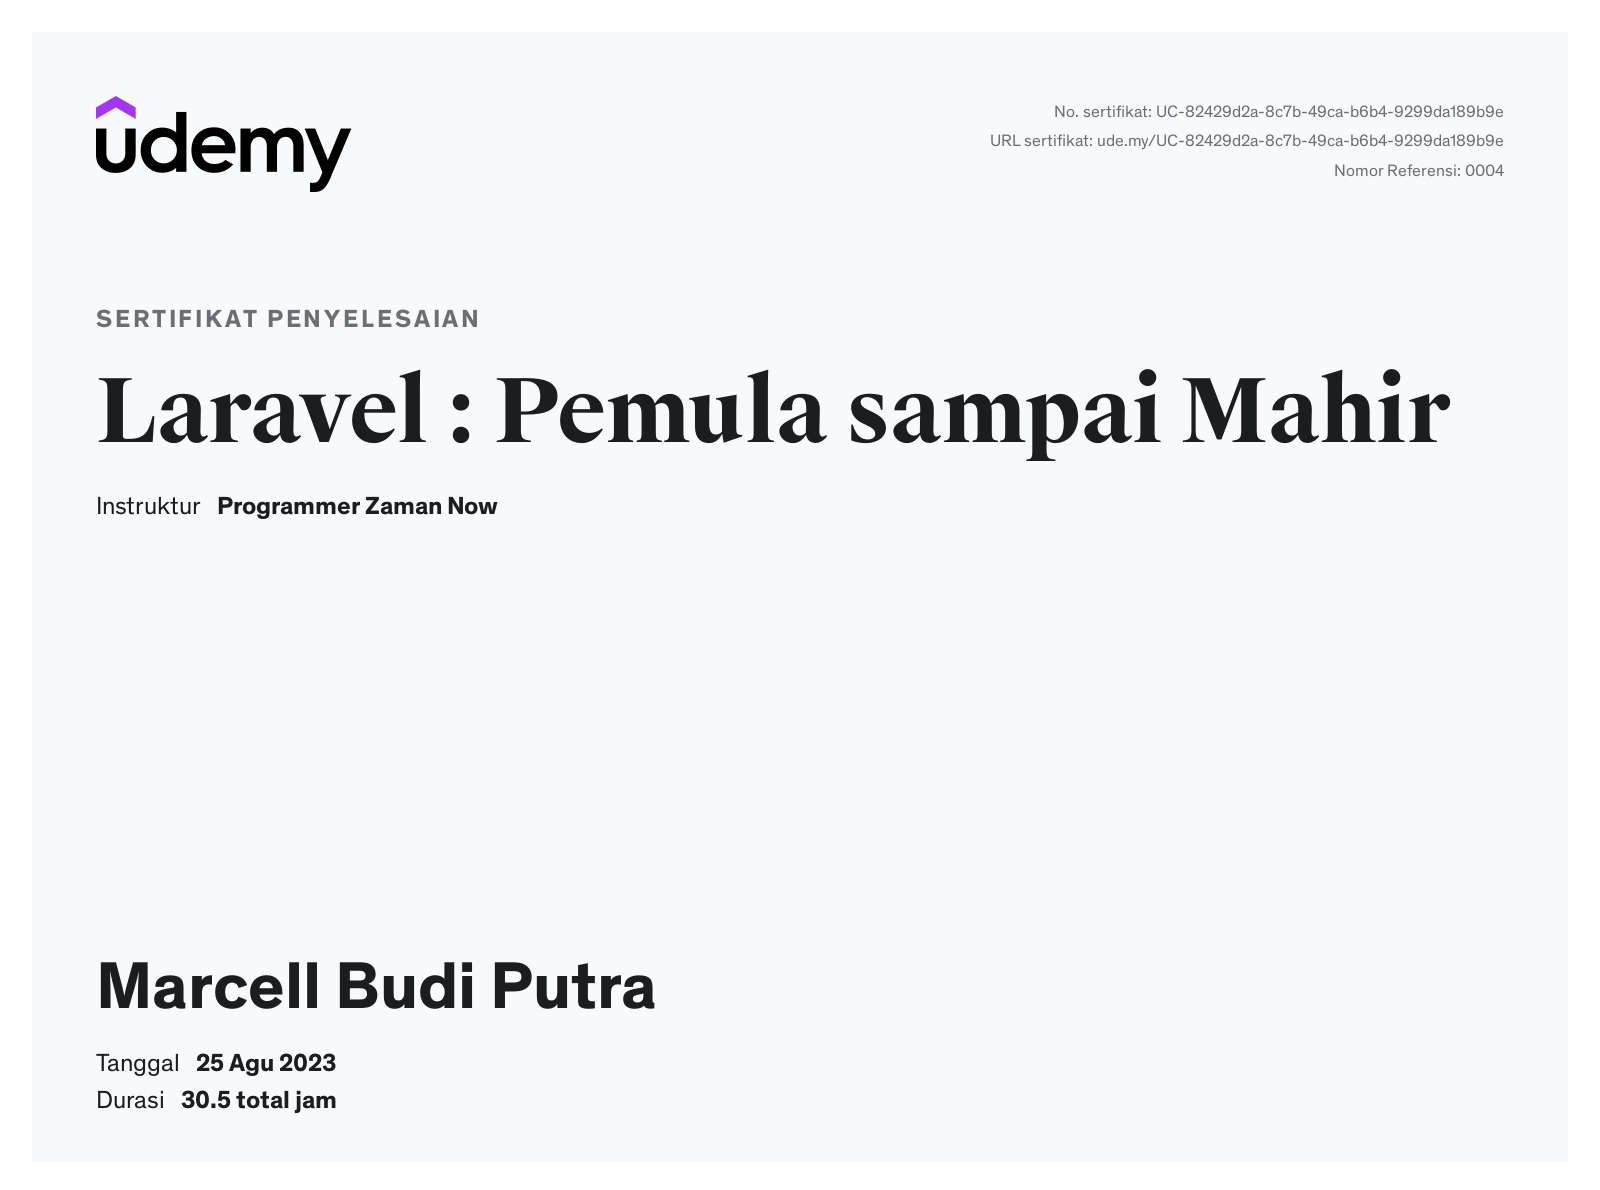 udemy
No. sertifikat: UC-82429d2a-8c7b-49ca-b6b4-9299da189b9e
URL sertifikat: ude.my/UC-82429d2a-8c7b-49ca-b6b4-9299da189b9e
Nomor Referensi: 0004
SERTIFIKAT PENYELESAIAN
Laravel : Pemula sampai Mahir
Instruktur Programmer Zaman Now
Marcell Budi Putra
Tanggal 25 Agu 2023
Durasi 30.5 total jam